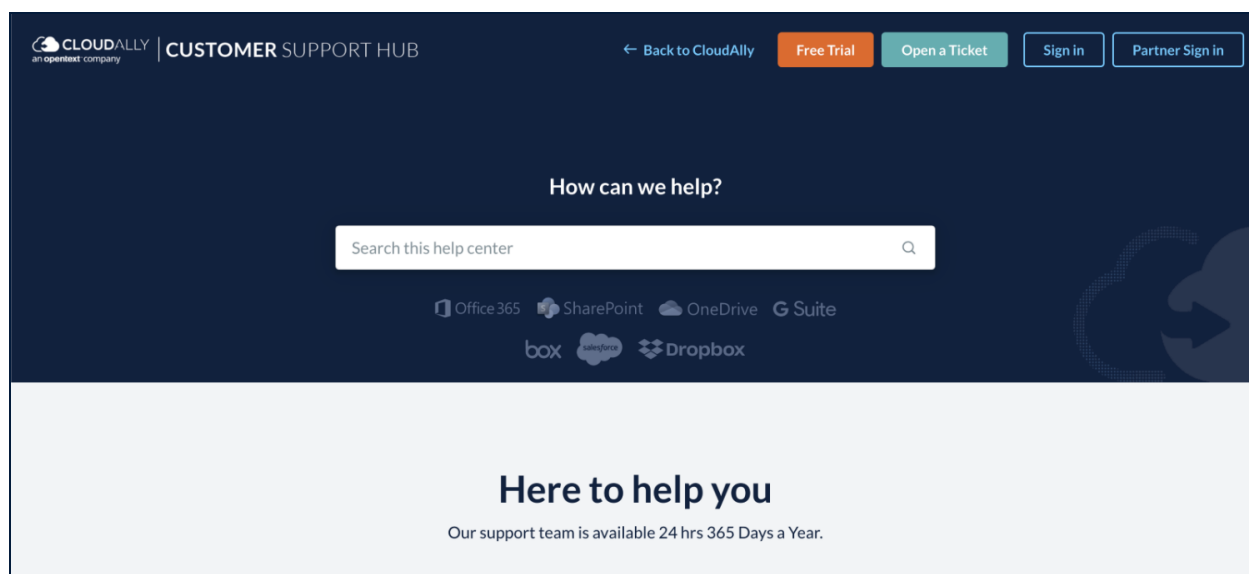 CLOUDALLY
an opentext company
CUSTOMER SUPPORT HUB
← Back to CloudAlly
Free Trial
Open a Ticket
Sign in
Partner Sign in
How can we help?
Search this help center
Office 365 SharePoint OneDrive G Suite
box salesforce Dropbox
Here to help you
Our support team is available 24 hrs 365 Days a Year.